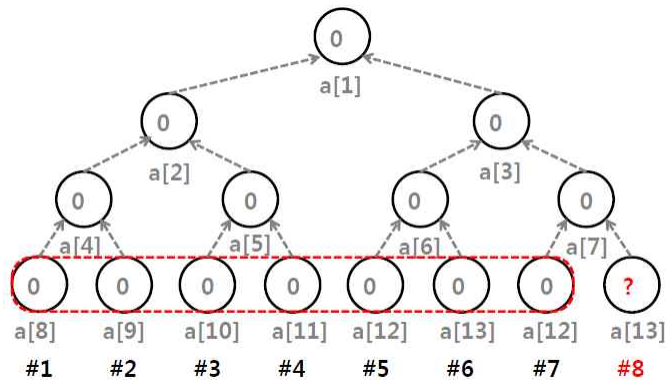 0
a[1]
0 0
a[2] a[3]
0 0 0 0
a[4] a[5] a[6] a[7]
0 0 0 0 0 0 0 ?
a[8] a[9] a[10] a[11] a[12] a[13] a[12] a[13]
#1 #2 #3 #4 #5 #6 #7 #8